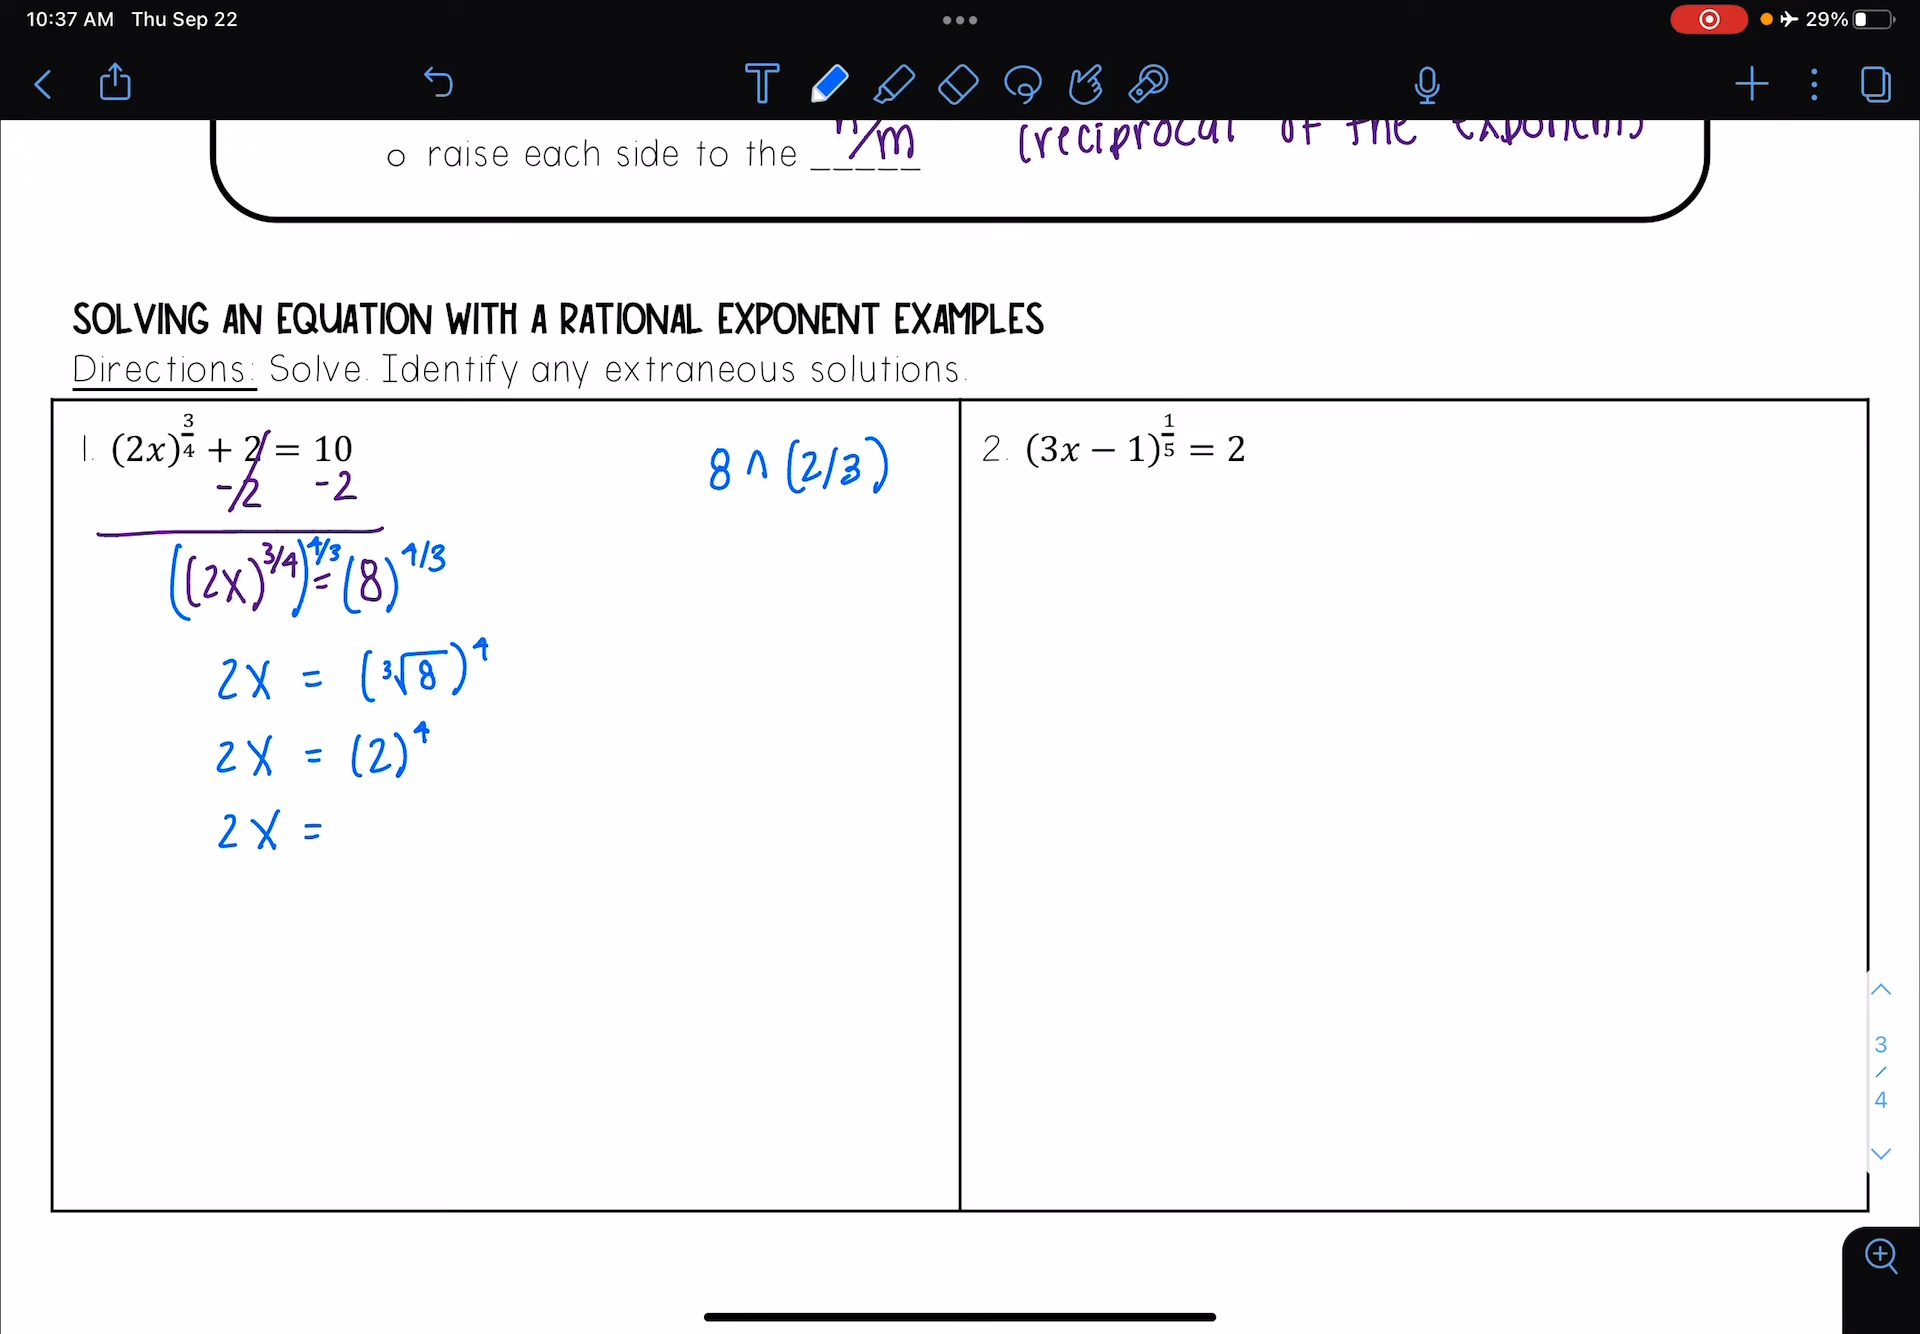 10:37 AM Thu Sep 22
29%
T
o raise each side to the n/m (reciprocal of the exponent)
SOLVING AN EQUATION WITH A RATIONAL EXPONENT EXAMPLES
Directions: Solve. Identify any extraneous solutions.
1. (2x)^{3/4} + 2 = 10
-2 -2
((2x)^{3/4})^{4/3} = (8)^{4/3}
2x = (³√8)^4
2x = (2)^4
2x =
8 ^ (2/3)
2. (3x − 1)^{1/5} = 2
3
/
4